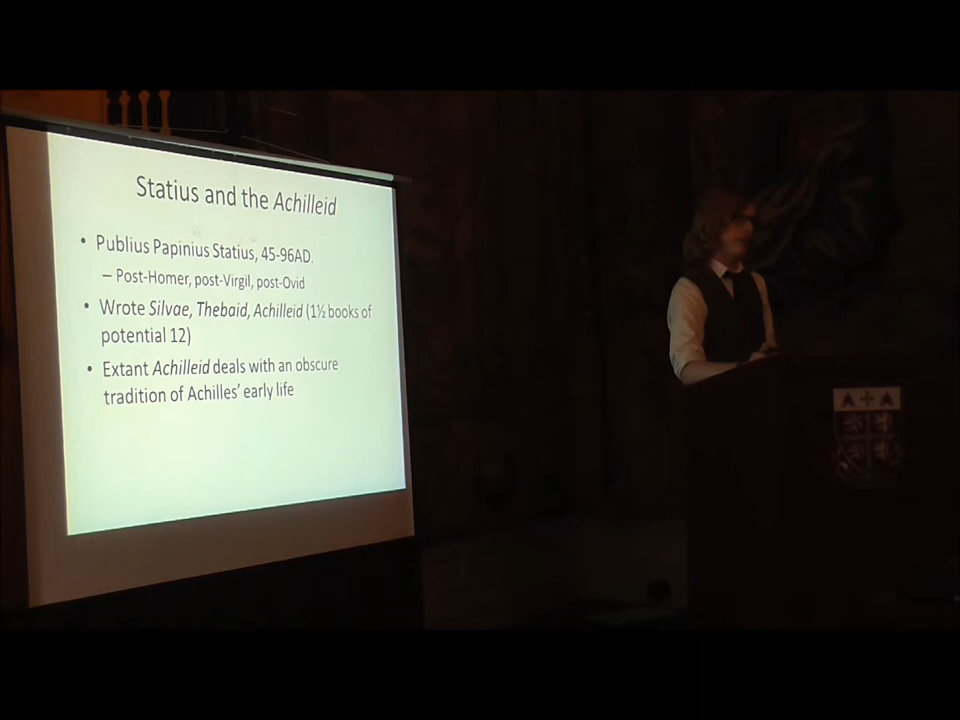 Statius and the Achilleid
• Publius Papinius Statius, 45-96AD.
– Post-Homer, post-Virgil, post-Ovid
• Wrote Silvae, Thebaid, Achilleid (1½ books of
potential 12)
• Extant Achilleid deals with an obscure
tradition of Achilles' early life